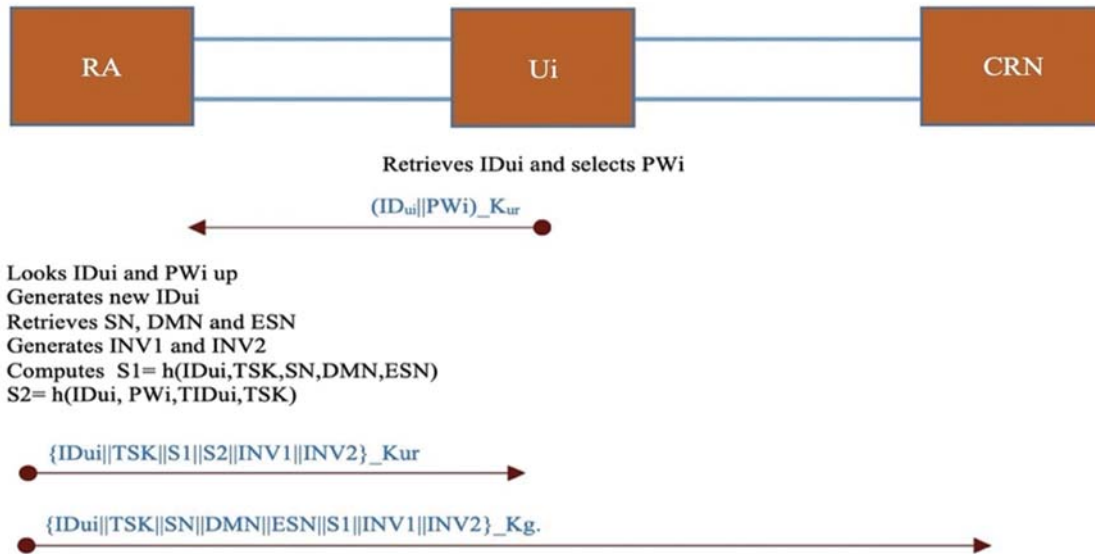 RA
Ui
CRN
Retrieves IDui and selects PWi
(IDui||PWi)_Kur
Looks IDui and PWi up
Generates new IDui
Retrieves SN, DMN and ESN
Generates INV1 and INV2
Computes S1= h(IDui,TSK,SN,DMN,ESN)
S2= h(IDui, PWi,TIDui,TSK)
{IDui||TSK||S1||S2||INV1||INV2}_Kur
{IDui||TSK||SN||DMN||ESN||S1||INV1||INV2}_Kg.